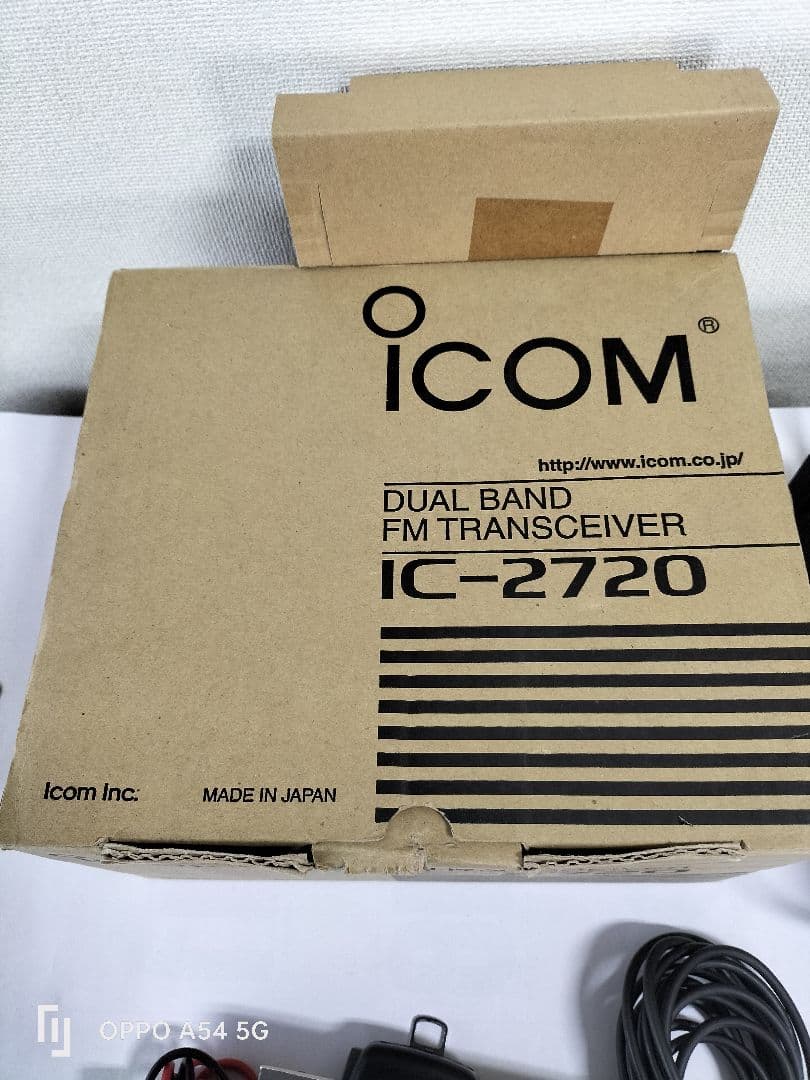 ICOM®
http://www.icom.co.jp/
DUAL BAND
FM TRANSCEIVER
IC-2720
Icom Inc.
MADE IN JAPAN
OPPO A54 5G